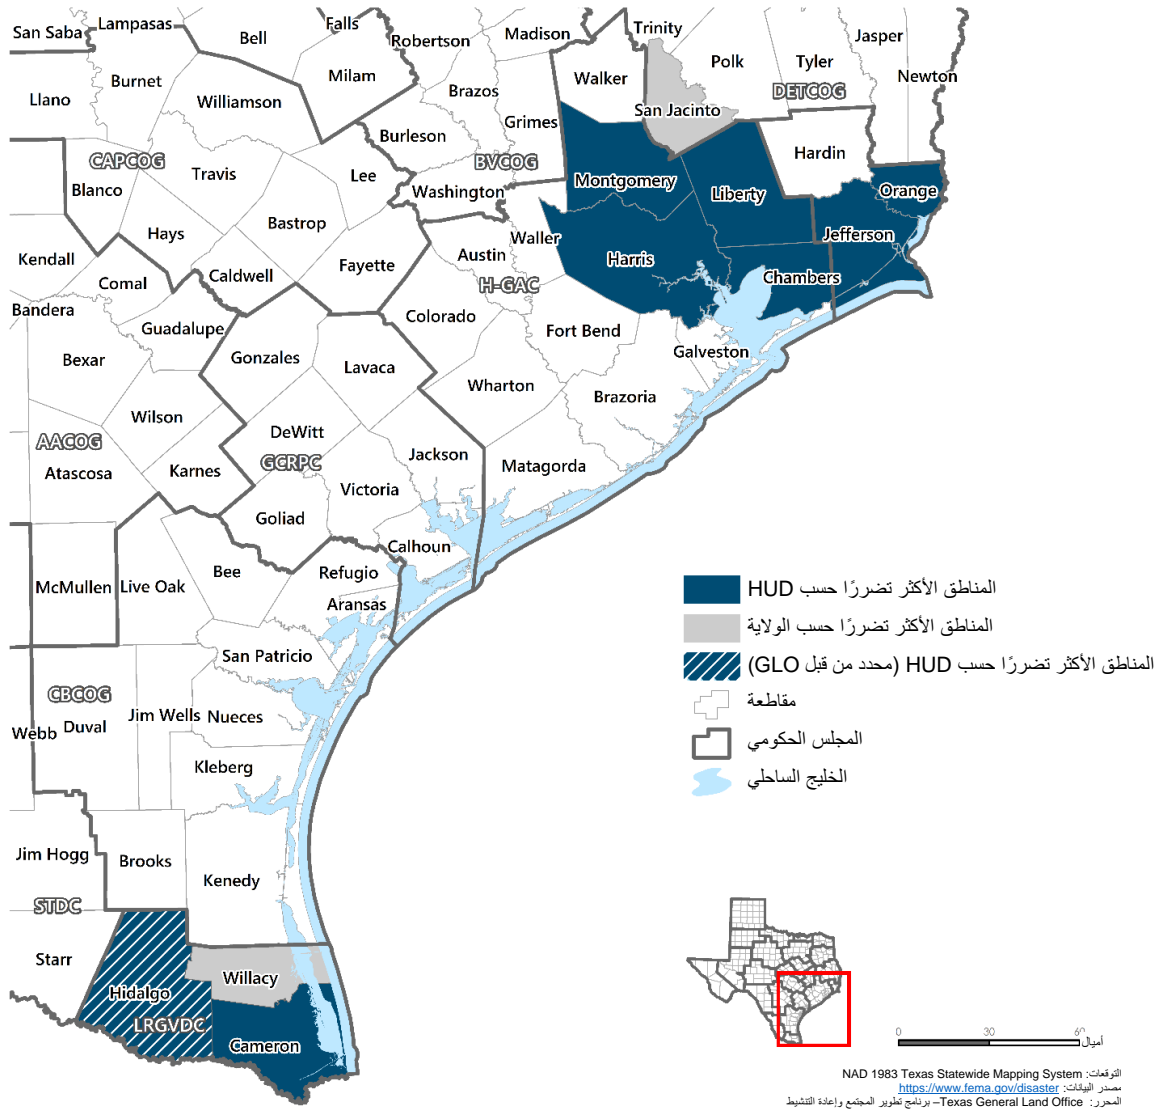 Lampasas
Falls
San Saba
Bell
Robertson
Madison
Trinity
Jasper
Burnet
Milam
Walker
Polk
Tyler
Newton
Llano
Williamson
Brazos
DETCOG
San Jacinto
Grimes
Burleson
CAPCOG
BVCOG
Hardin
Travis
Lee
Blanco
Washington
Montgomery
Liberty
Orange
Bastrop
Hays
Waller
Jefferson
Austin
Kendall
Fayette
Harris
Caldwell
Chambers
Comal
H-GAC
Bandera
Colorado
Guadalupe
Fort Bend
Bexar
Gonzales
Lavaca
Galveston
Wharton
Brazoria
Wilson
DeWitt
AACOG
GCRPC
Jackson
Matagorda
Atascosa
Karnes
Victoria
Goliad
Calhoun
Bee
Refugio
McMullen
Live Oak
Aransas
San Patricio
CBCOG
Jim Wells
Nueces
Duval
Webb
Kleberg
Jim Hogg
Brooks
Kenedy
STDC
Starr
Willacy
Hidalgo
LRGVDC
Cameron
المناطق الأكثر تضررًا حسب HUD
المناطق الأكثر تضررًا حسب الولاية
المناطق الأكثر تضررًا حسب HUD (محدد من قبل GLO)
مقاطعة
المجلس الحكومي
الخليج الساحلي
0 30 6°
أميال
التوقعات: NAD 1983 Texas Statewide Mapping System
مصدر البيانات: https://www.fema.gov/disaster
المحرر: Texas General Land Office– برنامج تطوير المجتمع وإعادة التنشيط